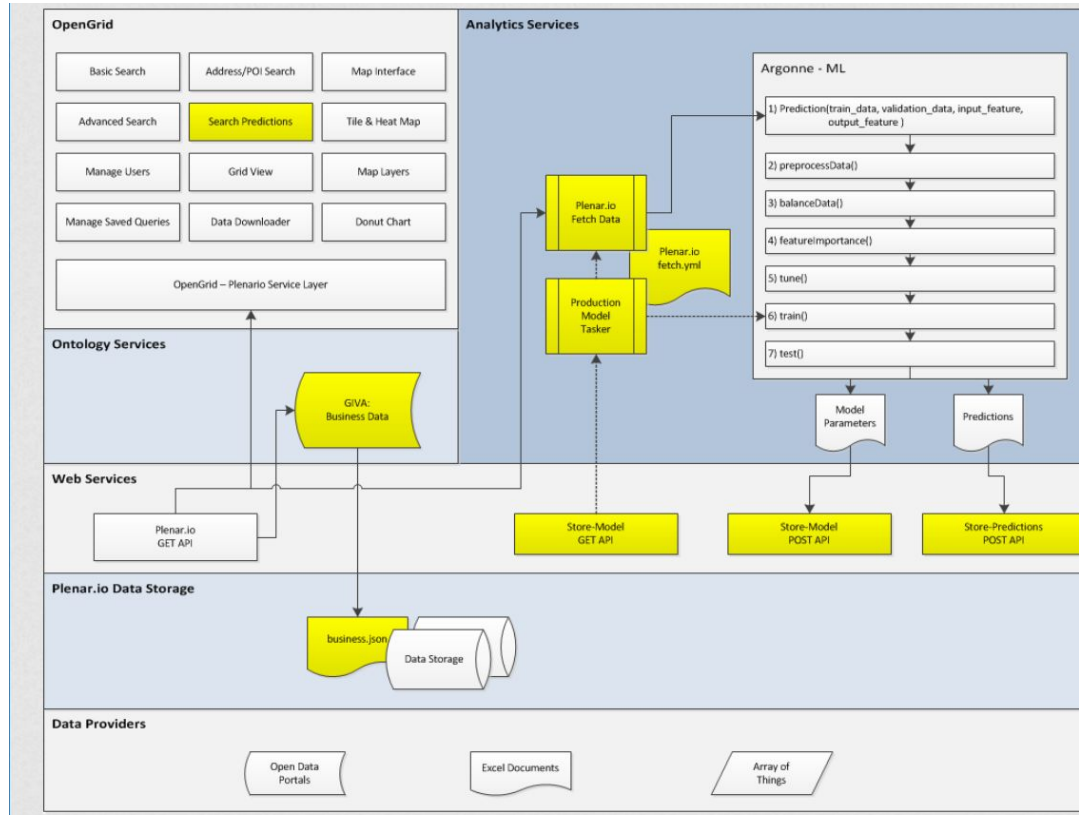 OpenGrid
Basic Search
Address/POI Search
Map Interface
Advanced Search
Search Predictions
Tile & Heat Map
Manage Users
Grid View
Map Layers
Manage Saved Queries
Data Downloader
Donut Chart
OpenGrid – Plenario Service Layer
Analytics Services
Argonne - ML
1) Prediction(train_data, validation_data, input_feature,
output_feature )
2) preprocessData()
3) balanceData()
4) featureImportance()
5) tune()
6) train()
7) test()
Plenar.io
Fetch Data
Plenar.io
fetch.yml
Production
Model
Tasker
Model
Parameters
Predictions
Ontology Services
GIVA:
Business Data
Web Services
Plenar.io
GET API
Store-Model
GET API
Store-Model
POST API
Store-Predictions
POST API
Plenar.io Data Storage
business.json
Data Storage
Data Providers
Open Data
Portals
Excel Documents
Array of
Things